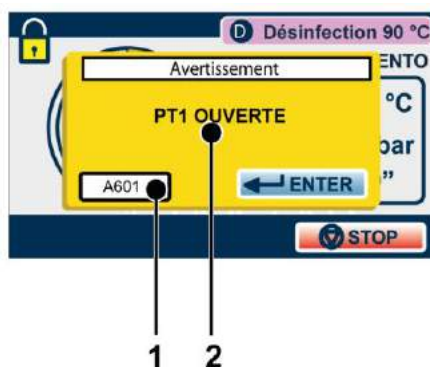 D Désinfection 90 °C
Avertissement
ENTO
PT1 OUVERTE
°C
bar
A601
ENTER
”
STOP
1 2